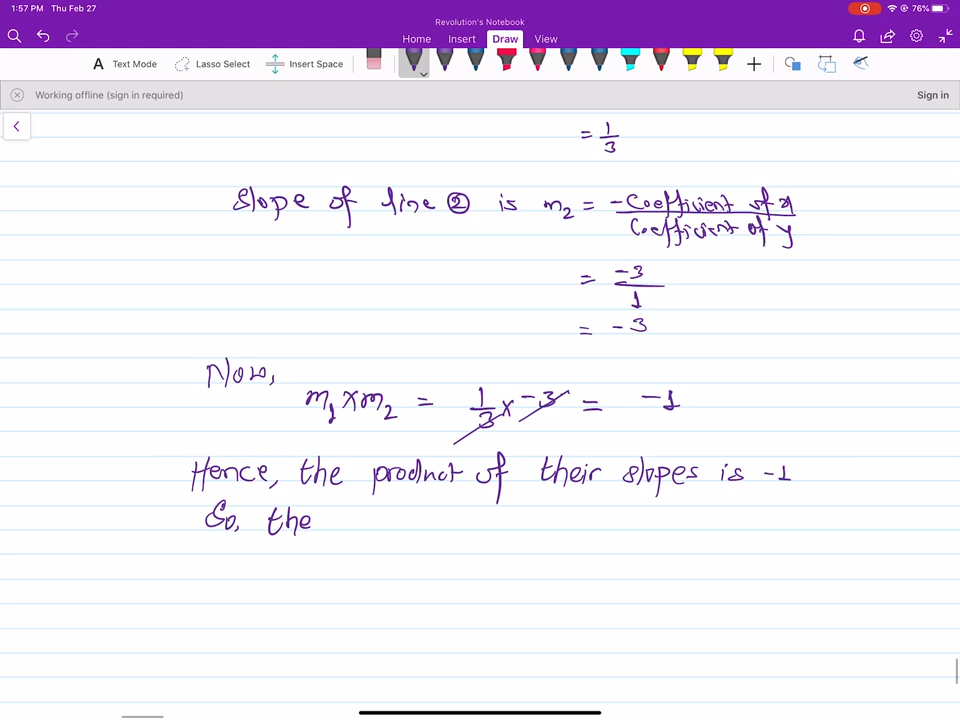 1:57 PM Thu Feb 27
76%
Revolution's Notebook
Home Insert Draw View
A Text Mode Lasso Select Insert Space
Working offline (sign in required) Sign in
= 1/3
Slope of line ② is m₂ = -Coefficient of x / Coefficient of y
= -3/1
= -3
Now,
m₁ × m₂ = 1/3 × -3 = -1
Hence, the product of their slopes is -1
So, the